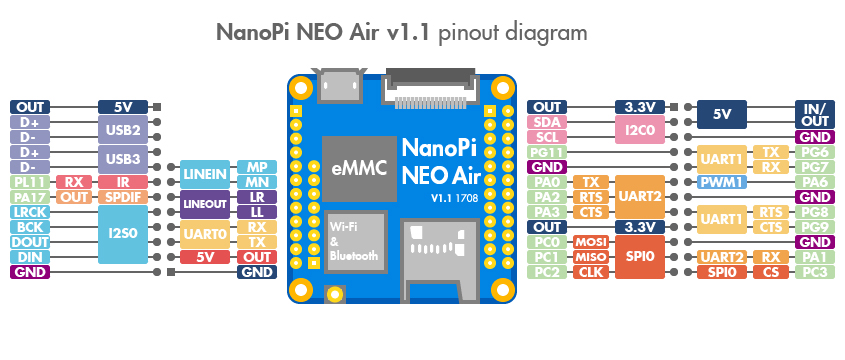 NanoPi NEO Air v1.1 pinout diagram
OUT 5V
D+
D- USB2
D+
D- USB3
PL11 RX IR
PA17 OUT SPDIF
LRCK
BCK
DOUT
DIN
I2S0
GND
LINEIN MP
MN
LINEOUT LR
LL
UART0 RX
TX
5V OUT
GND
eMMC
NanoPi
NEO Air
V1.1 1708
Wi-Fi
&
Bluetooth
OUT 3.3V
SDA
SCL I2C0
PG11
GND
PA0 TX
PA2 RTS UART2
PA3 CTS
OUT 3.3V
PC0 MOSI
PC1 MISO SPI0
PC2 CLK
5V IN/
OUT
GND
UART1 TX PG6
RX PG7
PWM1 PA6
GND
UART1 RTS PG8
CTS PG9
GND
UART2 RX PA1
SPI0 CS PC3